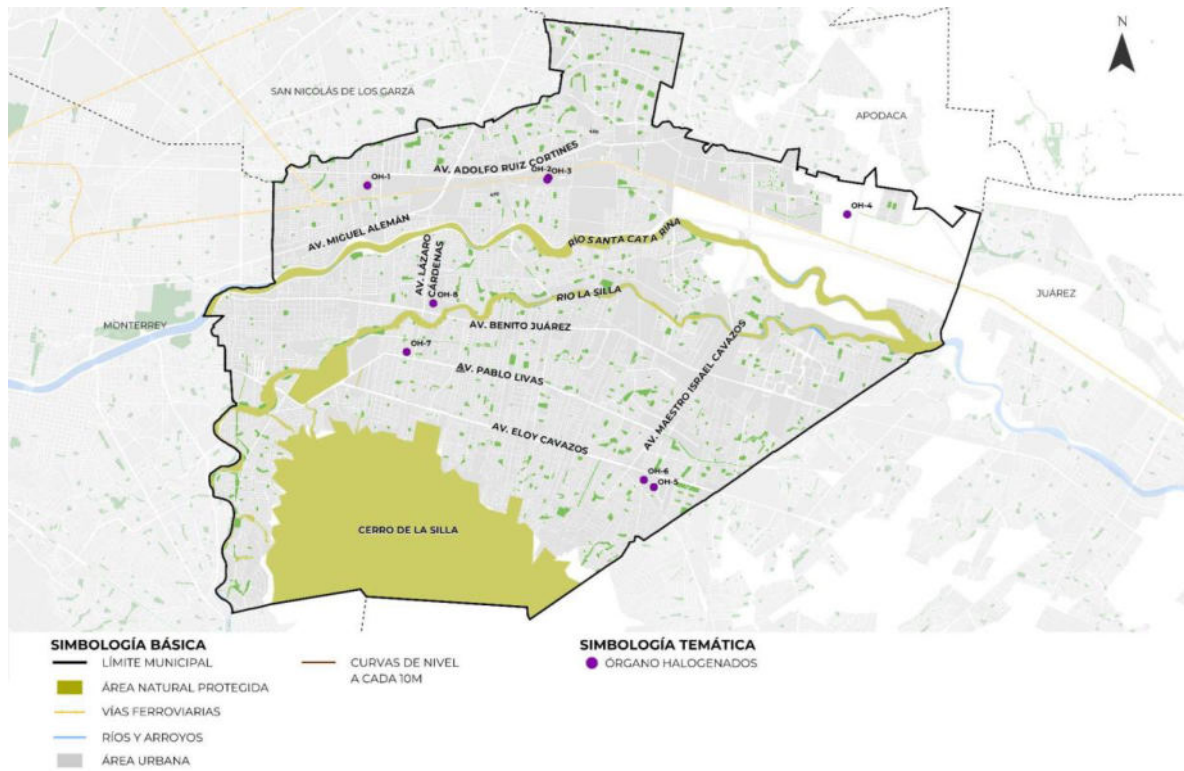 N
SAN NICOLÁS DE LOS GARZA
APODACA
AV. ADOLFO RUIZ CORTINES
OH-1
OH-2
OH-3
OH-4
AV. MIGUEL ALEMÁN
RÍO SANTA CATARINA
AV. LÁZARO
CÁRDENAS
OH-8
RIO LA SILLA
JUÁREZ
MONTERREY
AV. BENITO JUÁREZ
OH-7
AV. PABLO LIVAS
AV. MAESTRO ISRAEL CAVAZOS
AV. ELOY CAVAZOS
OH-6
OH-5
CERRO DE LA SILLA
SIMBOLOGÍA BÁSICA
LÍMITE MUNICIPAL
ÁREA NATURAL PROTEGIDA
VÍAS FERROVIARIAS
RÍOS Y ARROYOS
ÁREA URBANA
CURVAS DE NIVEL
A CADA 10M
SIMBOLOGÍA TEMÁTICA
ÓRGANO HALOGENADOS